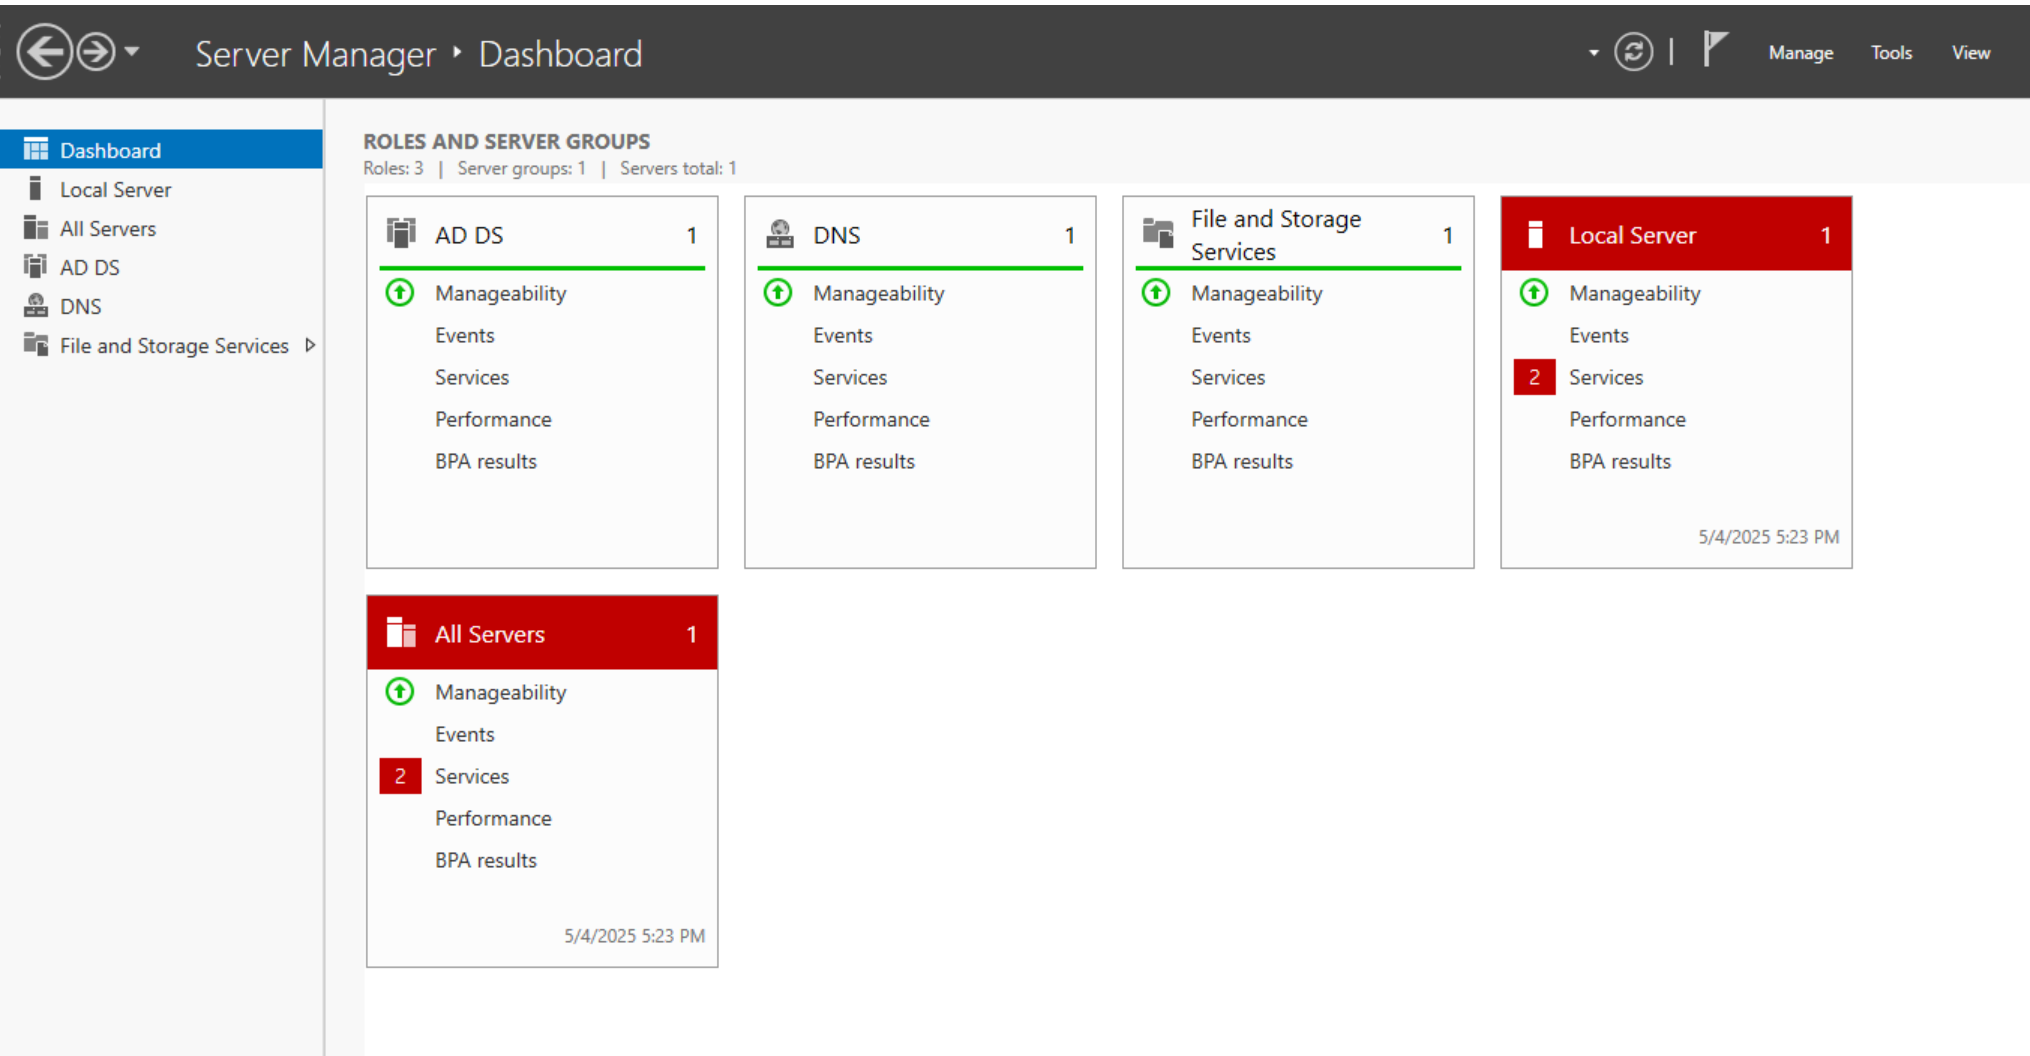 Server Manager ‣ Dashboard
Manage Tools View
Dashboard
Local Server
All Servers
AD DS
DNS
File and Storage Services
ROLES AND SERVER GROUPS
Roles: 3 | Server groups: 1 | Servers total: 1
AD DS 1
Manageability
Events
Services
Performance
BPA results
DNS 1
Manageability
Events
Services
Performance
BPA results
File and Storage
Services 1
Manageability
Events
Services
Performance
BPA results
Local Server 1
Manageability
Events
2 Services
Performance
BPA results
5/4/2025 5:23 PM
All Servers 1
Manageability
Events
2 Services
Performance
BPA results
5/4/2025 5:23 PM